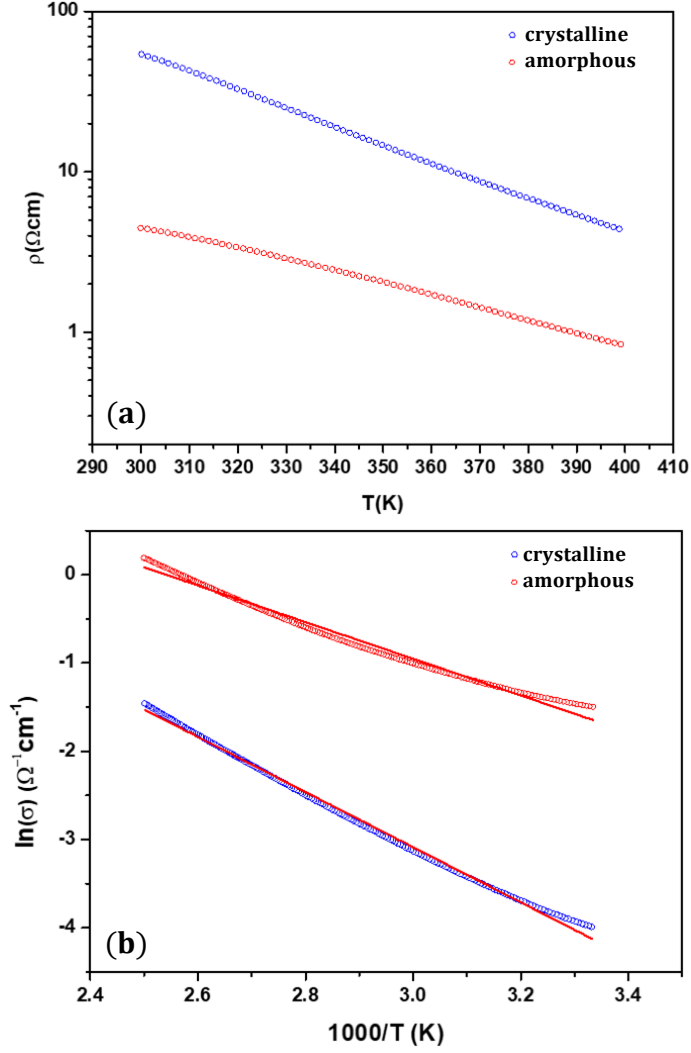 100
crystalline
amorphous
10
ρ(Ωcm)
1
(a)
290 300 310 320 330 340 350 360 370 380 390 400 410
T(K)
crystalline
amorphous
0
-1
-2
-3
-4
ln(σ) (Ω⁻¹cm⁻¹)
(b)
2.4 2.6 2.8 3.0 3.2 3.4
1000/T (K)